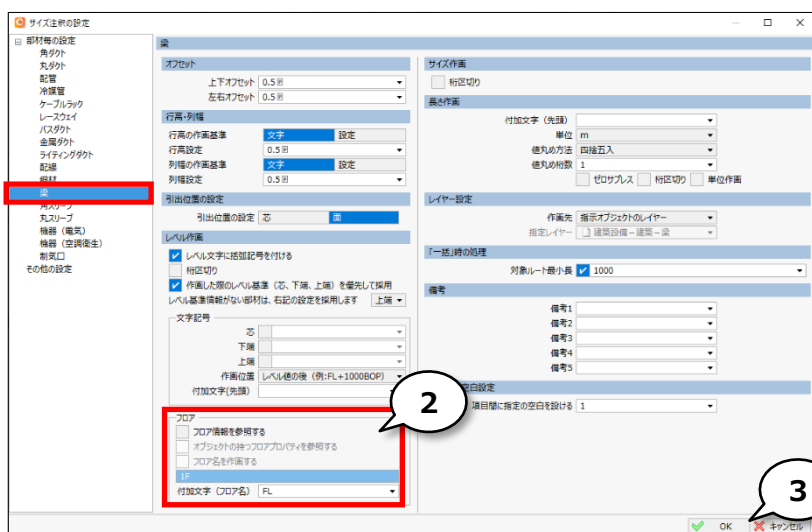 サイズ注釈の設定
部材毎の設定
角ダクト
丸ダクト
配管
冷媒管
ケーブルラック
レースウェイ
バスダクト
金属ダクト
ライティングダクト
配線
梁
丸スリーブ
機器（電気）
機器（空調衛生）
制気口
その他の設定
梁
オフセット
上下オフセット 0.5
左右オフセット 0.5
行高・列幅
行高の作画基準 文字 設定
行高設定 0.5
列幅の作画基準 文字 設定
列幅設定 0.5
引出位置の設定
引出位置の設定 芯 面
レベル作画
レベル文字に括弧記号を付ける
桁区切り
作画した際のレベル基準（芯、下端、上端）を優先して採用
レベル基準情報がない部材は、右記の設定を採用します 上端
文字記号
芯
下端
上端
作画位置 レベル値の後（例:FL+1000BOP）
付加文字(先頭)
フロア
フロア情報を参照する
オブジェクトの持つフロアプロパティを参照する
フロア名を作画する
1F
付加文字（フロア名） FL
サイズ作画
桁区切り
長さ作画
付加文字（先頭）
単位 m
値丸め方法 四捨五入
値丸め桁数 1
ゼロサプレス 桁区切り 単位作画
レイヤー設定
作画先 指示オブジェクトのレイヤー
指定レイヤー 建築設備－建築－梁
「一括」時の処理
対象ルート最小長 1000
備考
備考1
備考2
備考3
備考4
備考5
空白設定
項目間に指定の空白を設ける 1
2
3
OK キャンセル